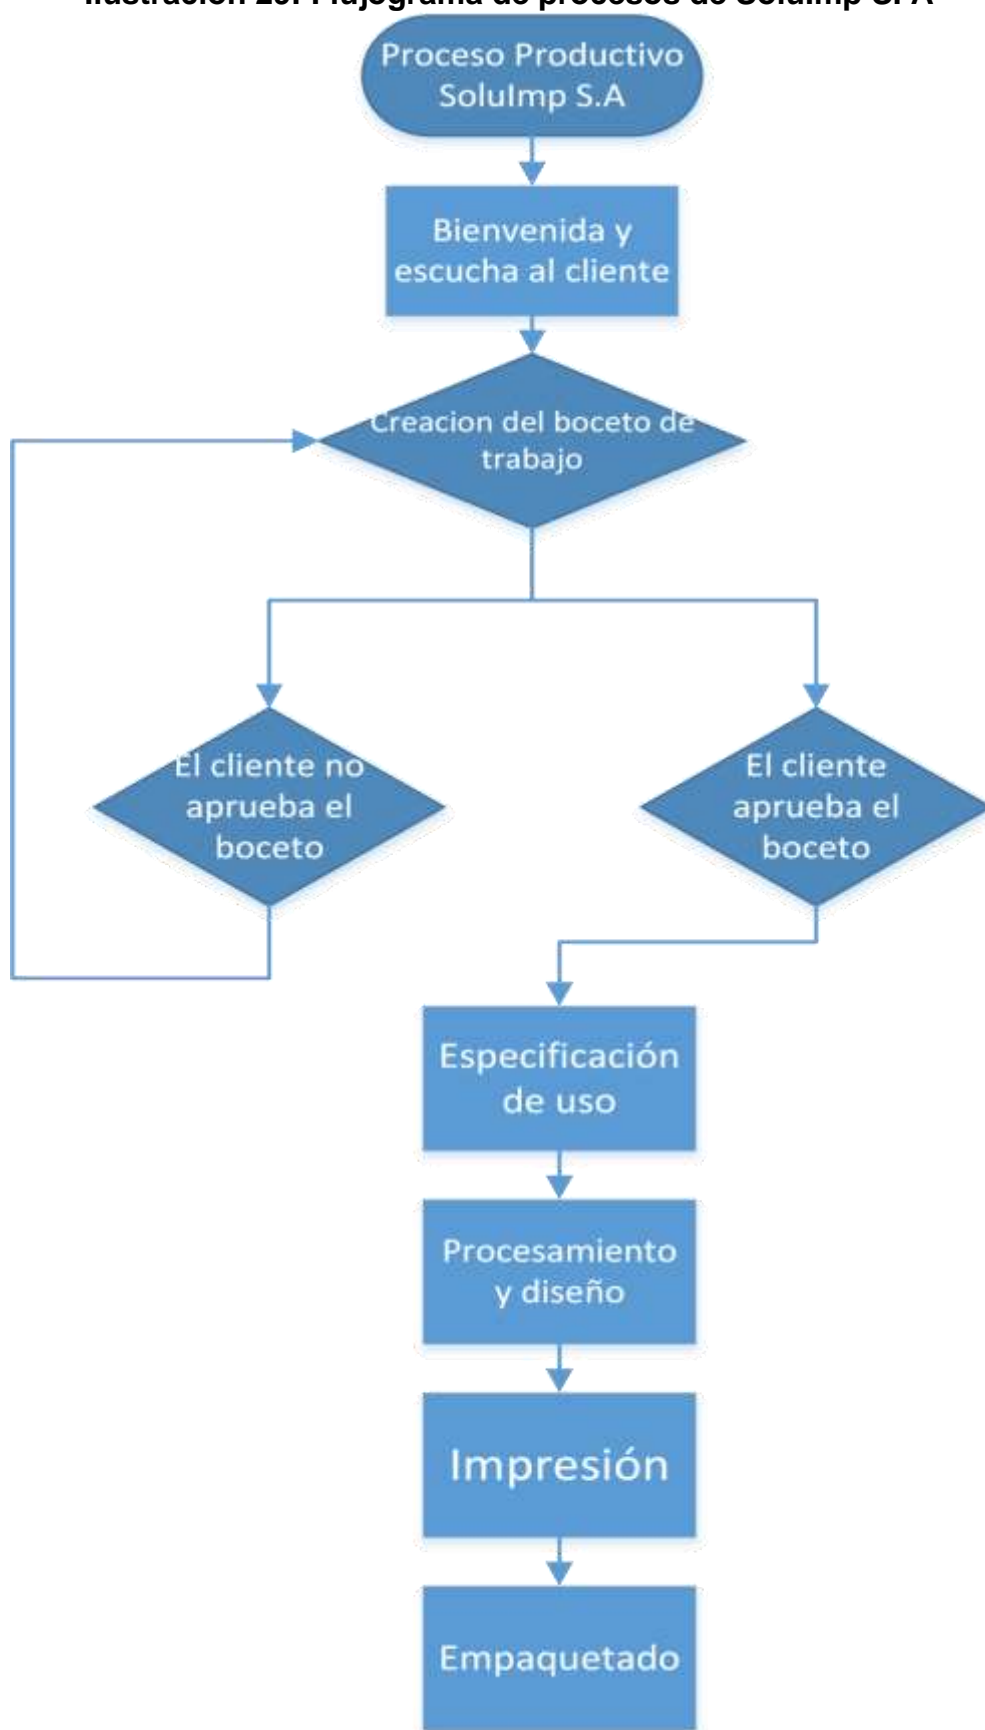 Ilustración Flujograma de procesos de SoluImp S. A
Proceso Productivo
SoluImp S.A
Bienvenida y
escucha al cliente
Creacion del boceto de
trabajo
El cliente no
aprueba el
boceto
El cliente
aprueba el
boceto
Especificación
de uso
Procesamiento
y diseño
Impresión
Empaquetado